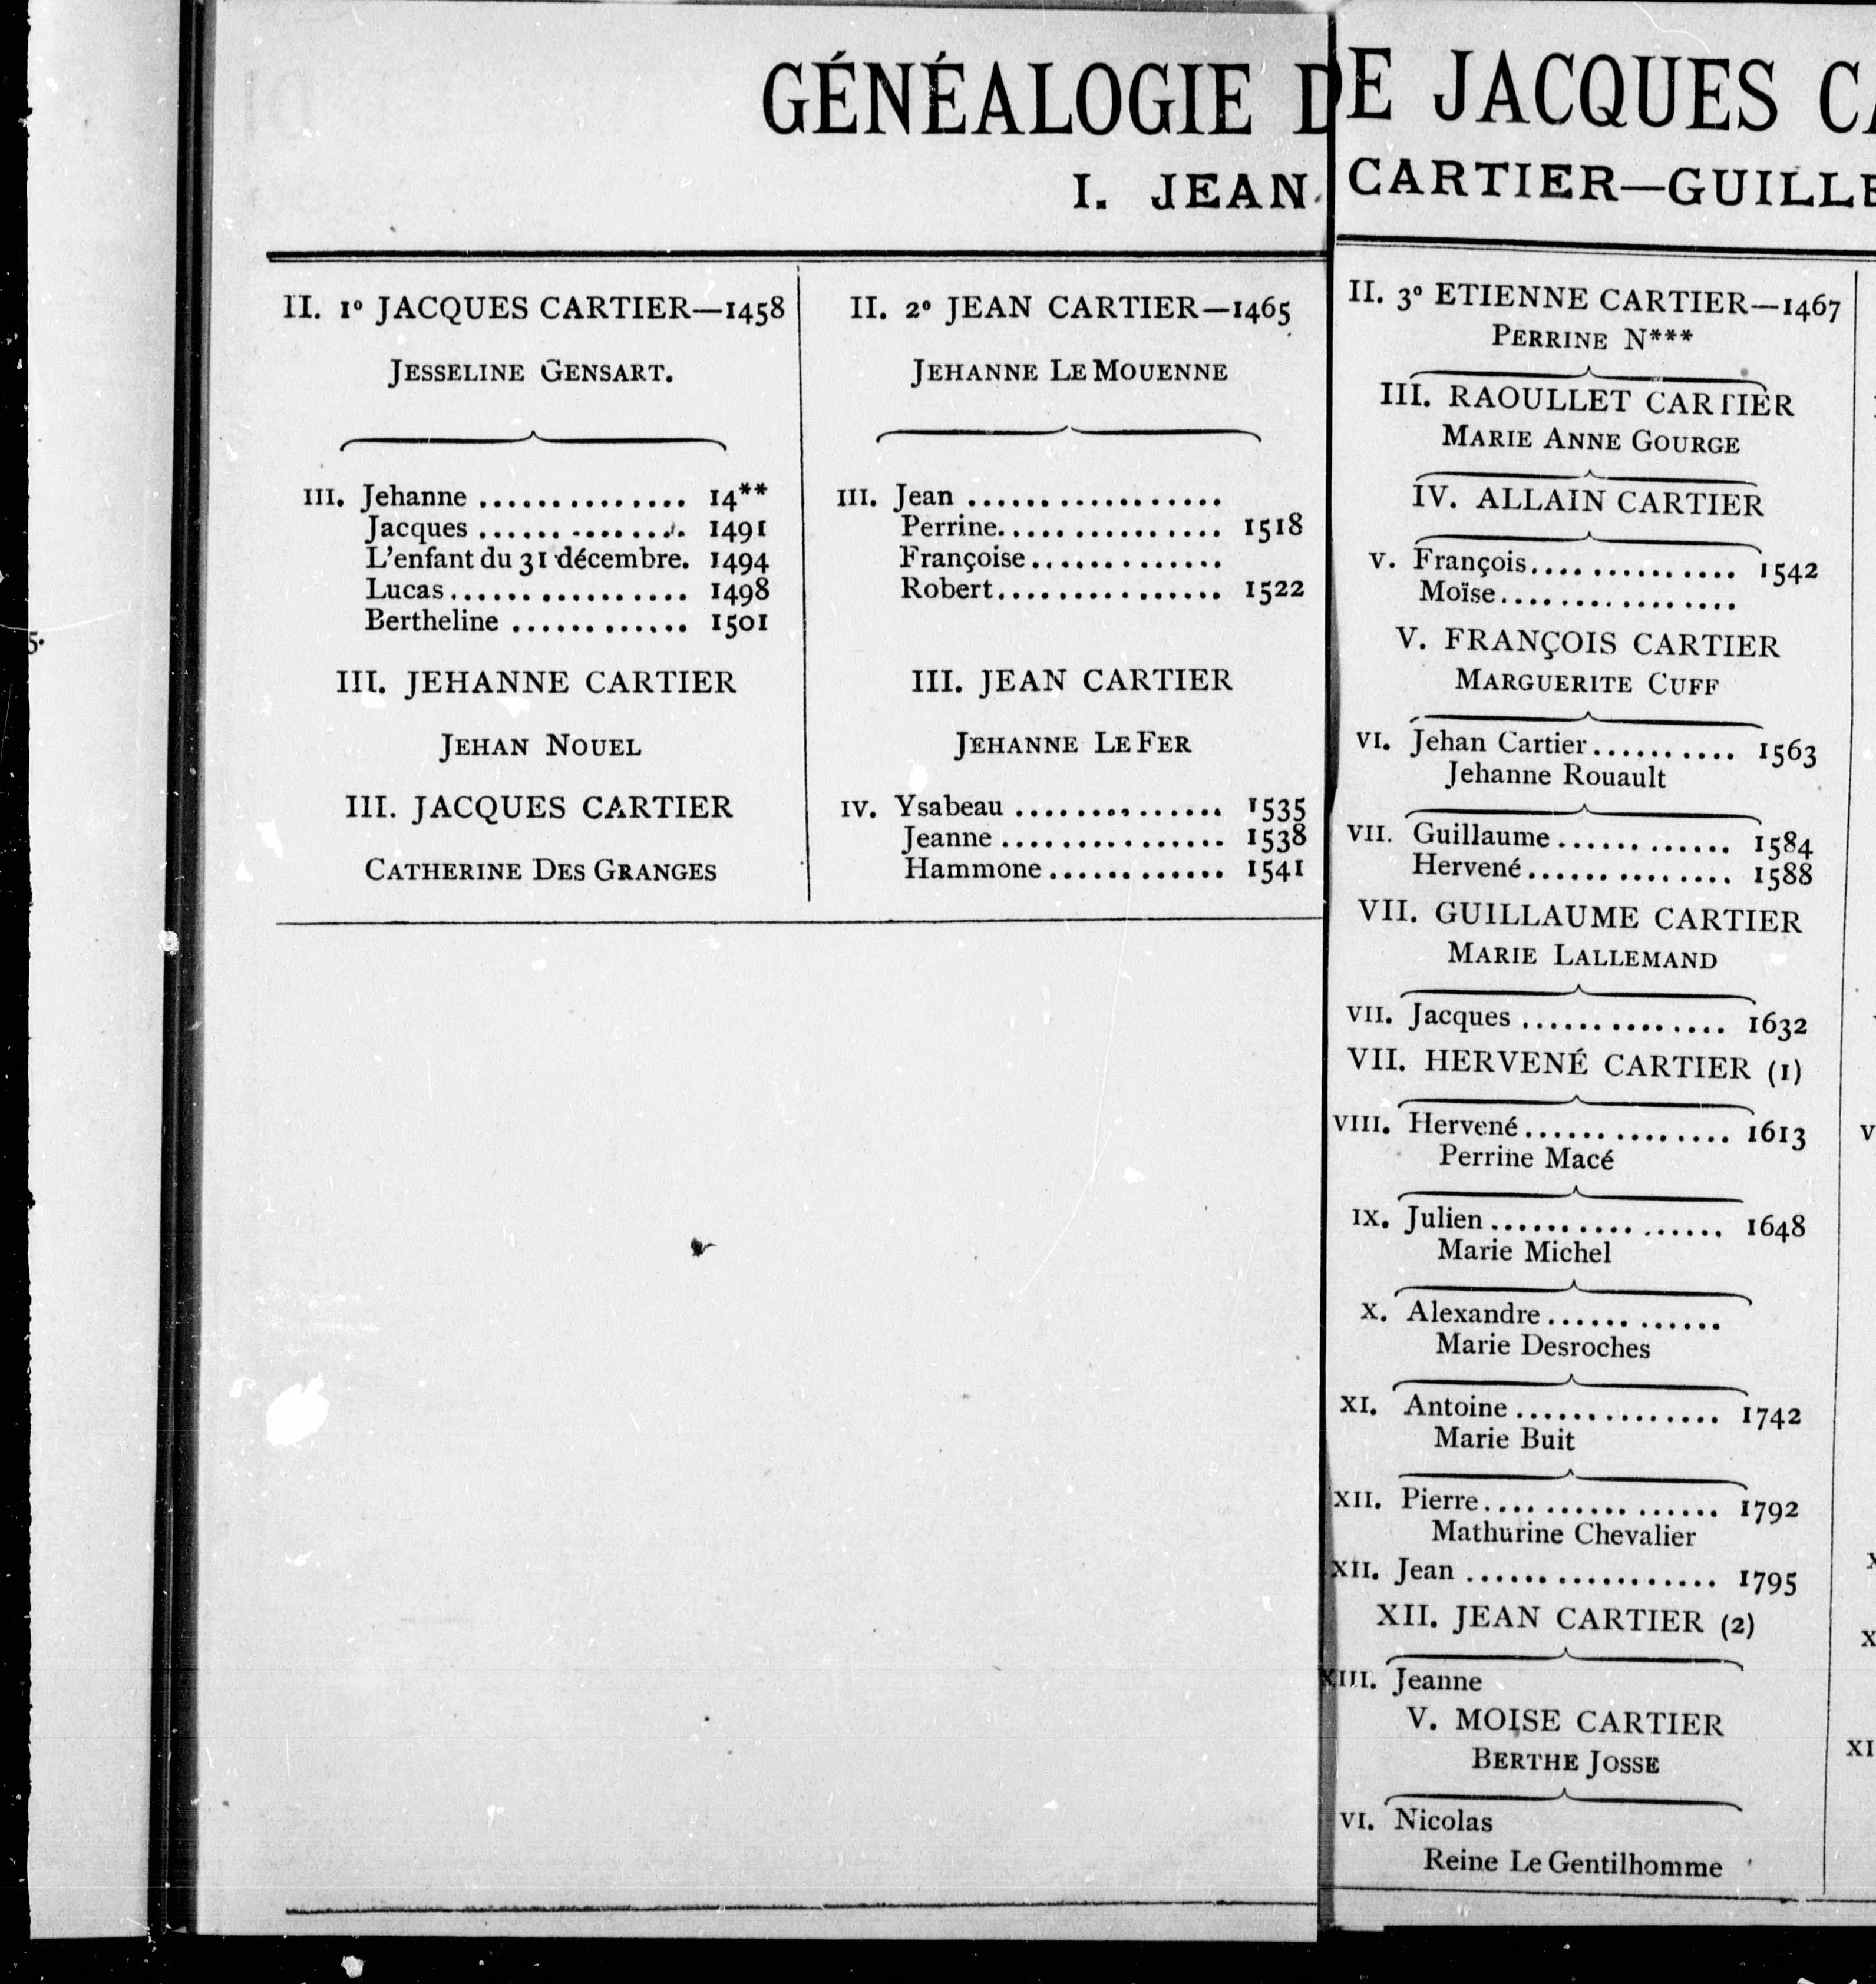 GÉNÉALOGIE DE JACQUES
I. JEAN CARTIER—GUILLE
II. 1º JACQUES CARTIER—1458
JESSELINE GENSART.
III. Jehanne ............... 14**
Jacques ............... 1491
L'enfant du 31 décembre. 1494
Lucas................. 1498
Bertheline ............ 1501
III. JEHANNE CARTIER
JEHAN NOUEL
III. JACQUES CARTIER
CATHERINE DES GRANGES
II. 2º JEAN CARTIER—1465
JEHANNE LE MOUENNE
III. Jean ..................
Perrine................ 1518
Françoise.............
Robert................ 1522
III. JEAN CARTIER
JEHANNE LE FER
IV. Ysabeau ............... 1535
Jeanne ................ 1538
Hammone............ 1541
II. 3º ETIENNE CARTIER—1467
PERRINE N***
III. RAOULLET CARTIER
MARIE ANNE GOURGE
IV. ALLAIN CARTIER
V. François............... 1542
Moïse.................
V. FRANÇOIS CARTIER
MARGUERITE CUFF
VI. Jehan Cartier.......... 1563
Jehanne Rouault
VII. Guillaume............ 1584
Hervené.............. 1588
VII. GUILLAUME CARTIER
MARIE LALLEMAND
VII. Jacques ............... 1632
VII. HERVENÉ CARTIER (1)
VIII. Hervené.............. 1613
Perrine Macé
IX. Julien ................. 1648
Marie Michel
X. Alexandre............
Marie Desroches
XI. Antoine ............... 1742
Marie Buit
XII. Pierre................. 1792
Mathurine Chevalier
XII. Jean .................. 1795
XII. JEAN CARTIER (2)
XIII. Jeanne
V. MOISE CARTIER
BERTHE JOSSE
VI. Nicolas
Reine Le Gentilhomme